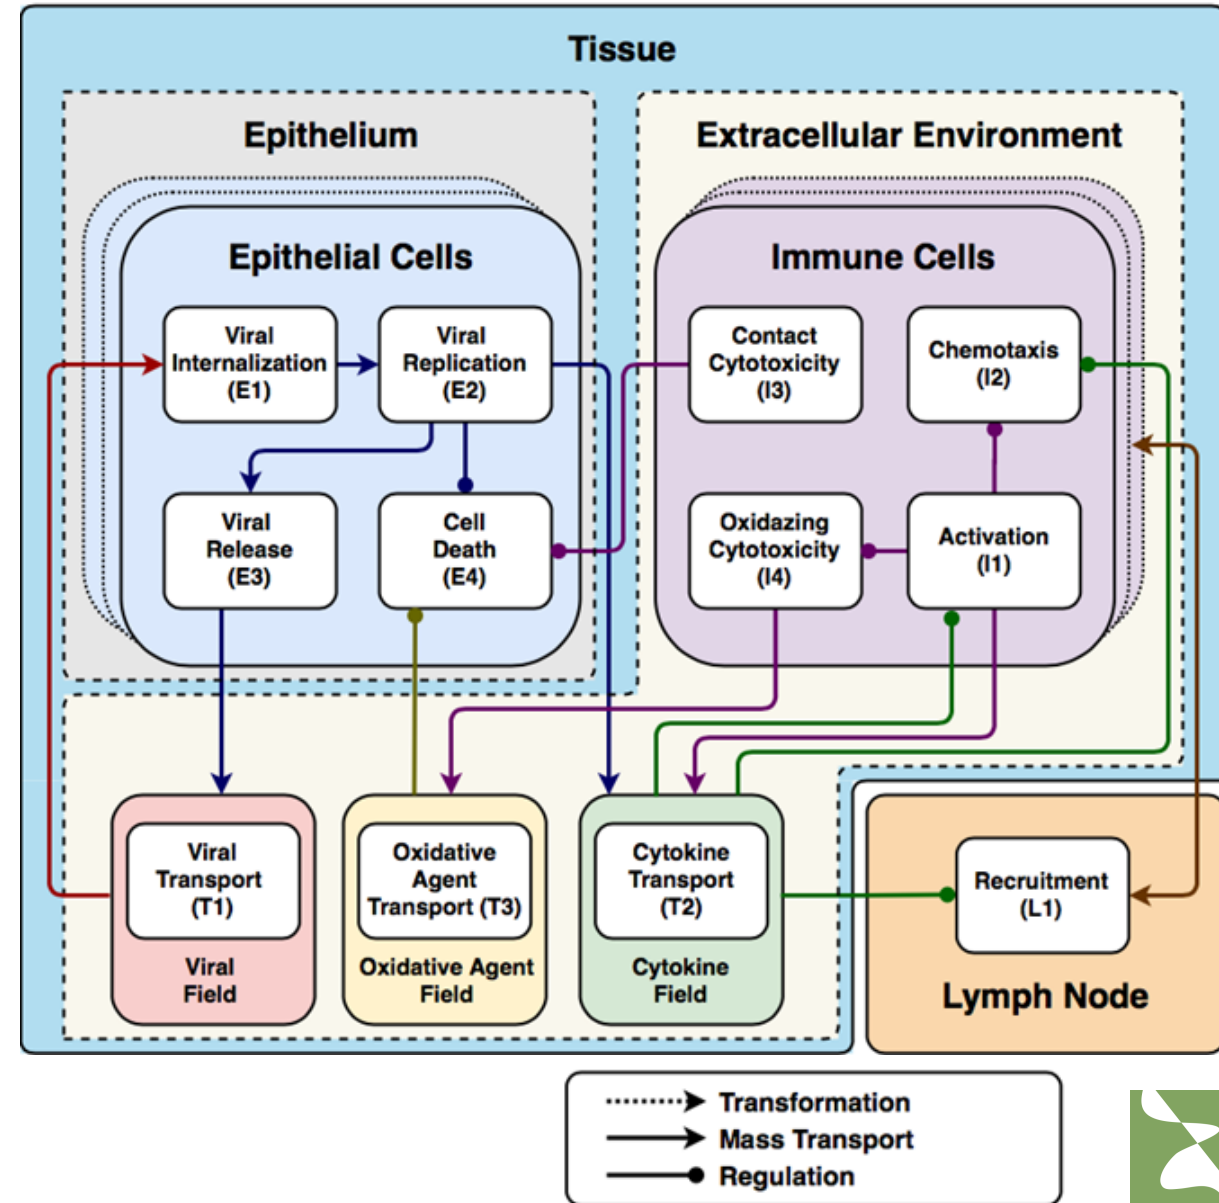 Tissue
Epithelium
Extracellular Environment
Epithelial Cells
Immune Cells
Viral
Internalization
(E1)
Viral
Replication
(E2)
Contact
Cytotoxicity
(I3)
Chemotaxis
(I2)
Viral
Release
(E3)
Cell
Death
(E4)
Oxidazing
Cytotoxicity
(I4)
Activation
(I1)
Viral
Transport
(T1)
Viral
Field
Oxidative
Agent
Transport (T3)
Oxidative Agent
Field
Cytokine
Transport
(T2)
Cytokine
Field
Recruitment
(L1)
Lymph Node
Transformation
Mass Transport
Regulation